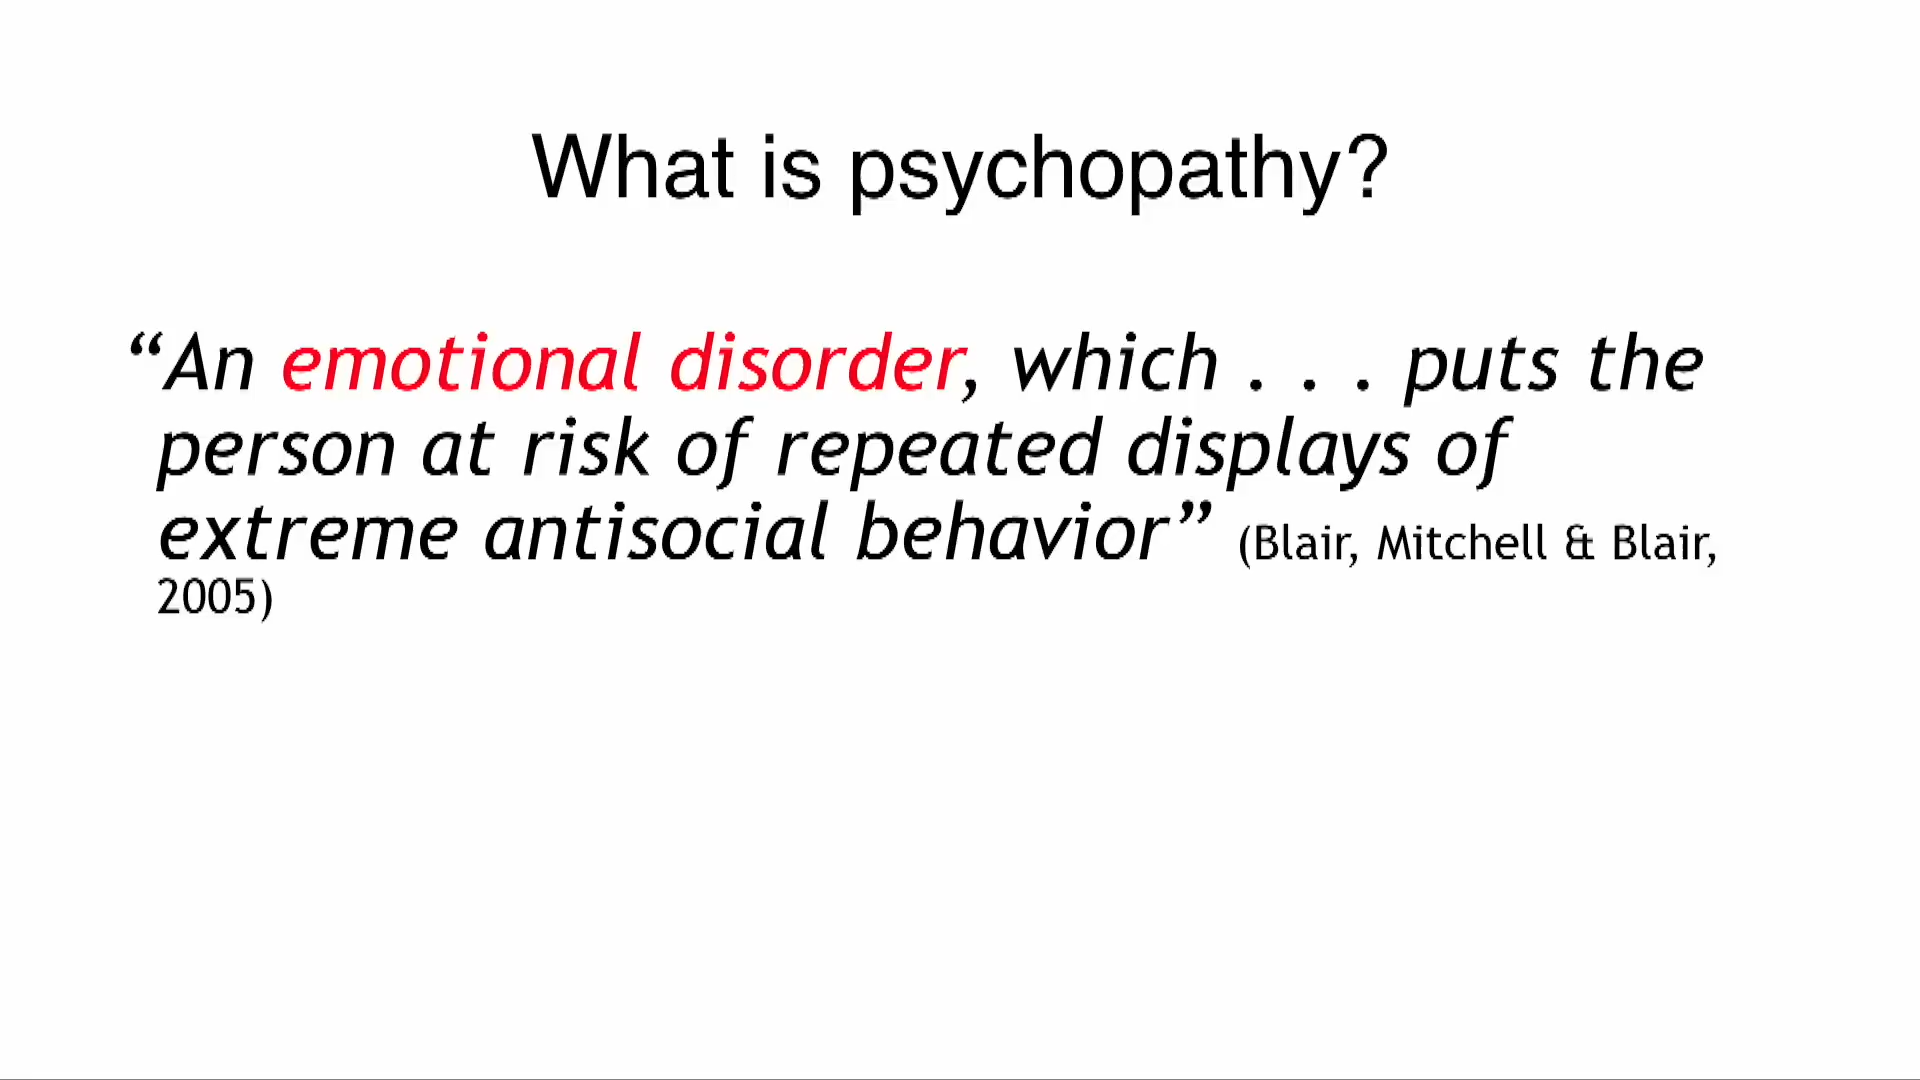 What is psychopathy?
“An emotional disorder, which . . . puts the
person at risk of repeated displays of
extreme antisocial behavior” (Blair, Mitchell & Blair,
2005)